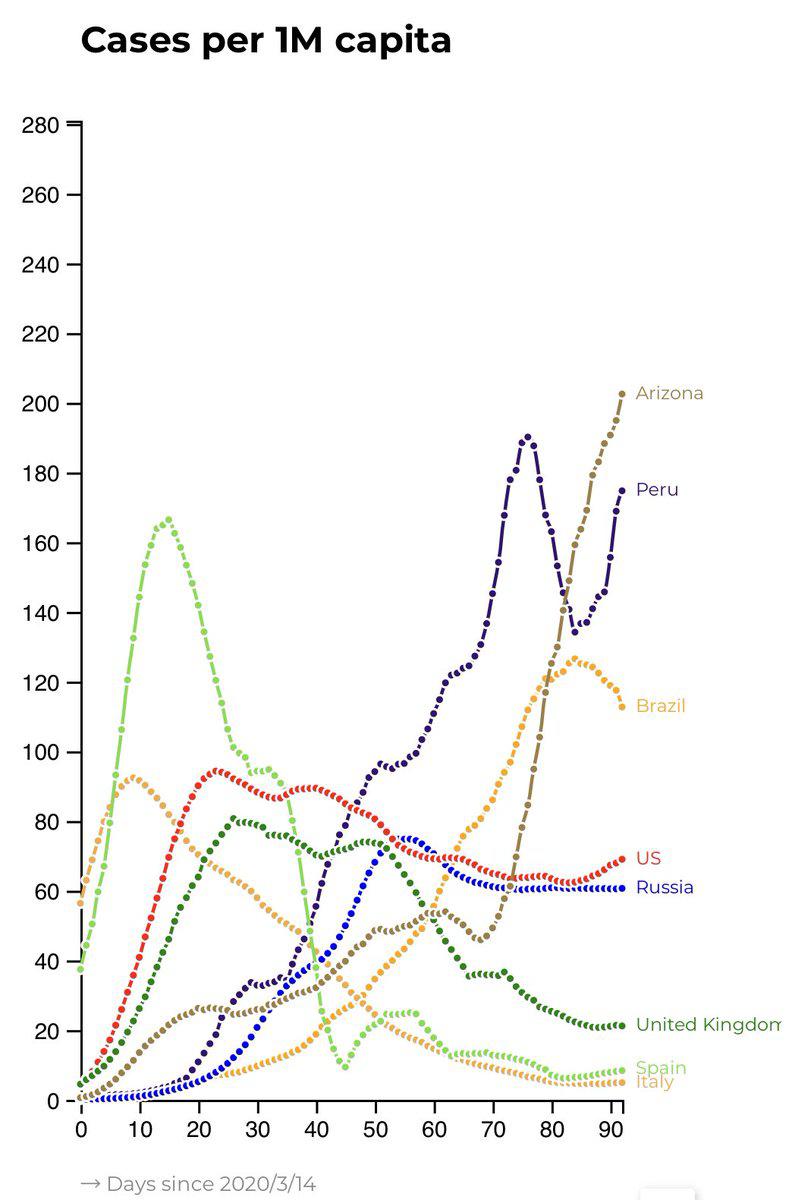 Cases per 1M capita
280
260
240
220
200
180
160
140
120
100
80
60
40
20
0
Arizona
Peru
Brazil
US
Russia
United Kingdom
Spain
Italy
0 10 20 30 40 50 60 70 80 90
→ Days since 2020/3/14